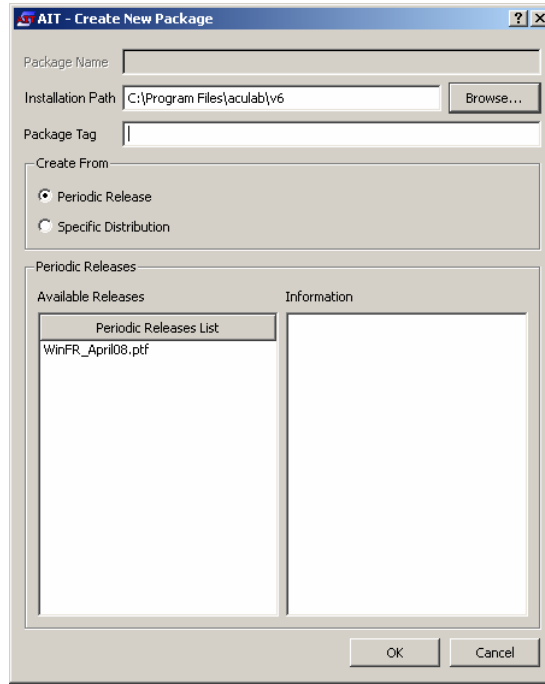 AIT - Create New Package
Package Name
Installation Path C:\Program Files\aculab\v6 Browse...
Package Tag
Create From
Periodic Release
Specific Distribution
Periodic Releases
Available Releases Information
Periodic Releases List
WinFR_April08.ptf
OK Cancel